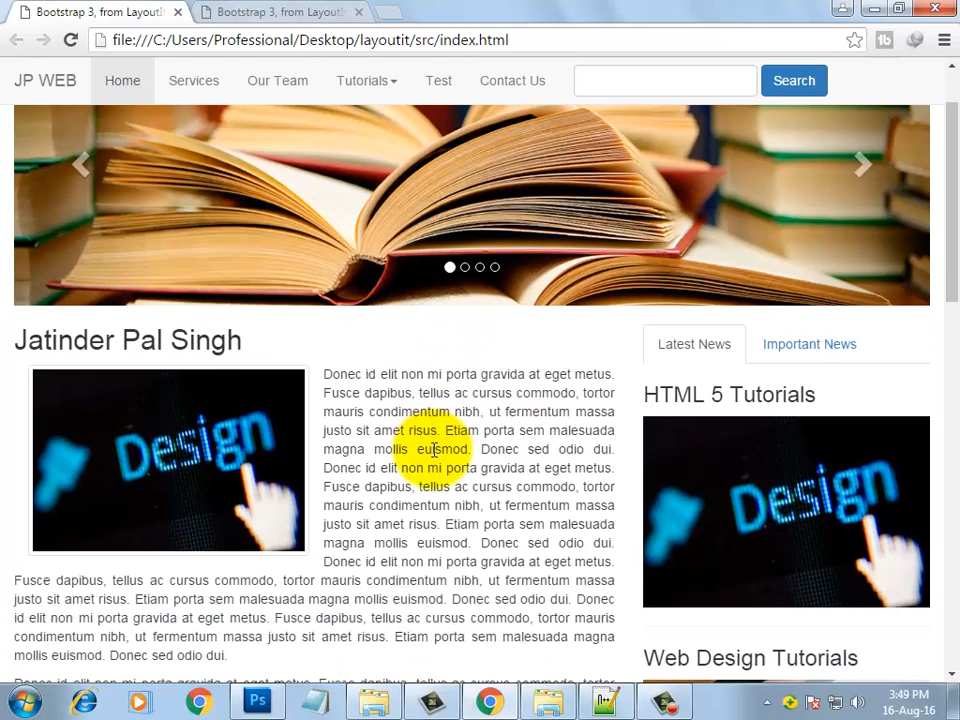 Bootstrap 3, from Layoutit
Bootstrap 3, from LayoutI
file:///C:/Users/Professional/Desktop/layoutit/src/index.html
JP WEB
Home
Services
Our Team
Tutorials
Test
Contact Us
Search
Jatinder Pal Singh
Design
Donec id elit non mi porta gravida at eget metus.
Fusce dapibus, tellus ac cursus commodo, tortor
mauris condimentum nibh, ut fermentum massa
justo sit amet risus. Etiam porta sem malesuada
magna mollis euismod. Donec sed odio dui.
Donec id elit non mi porta gravida at eget metus.
Fusce dapibus, tellus ac cursus commodo, tortor
mauris condimentum nibh, ut fermentum massa
justo sit amet risus. Etiam porta sem malesuada
magna mollis euismod. Donec sed odio dui.
Donec id elit non mi porta gravida at eget metus.
Fusce dapibus, tellus ac cursus commodo, tortor mauris condimentum nibh, ut fermentum massa
justo sit amet risus. Etiam porta sem malesuada magna mollis euismod. Donec sed odio dui. Donec
id elit non mi porta gravida at eget metus. Fusce dapibus, tellus ac cursus commodo, tortor mauris
condimentum nibh, ut fermentum massa justo sit amet risus. Etiam porta sem malesuada magna
mollis euismod. Donec sed odio dui.
Latest News
Important News
HTML 5 Tutorials
Design
Web Design Tutorials
Ps
3:49 PM
16-Aug-16